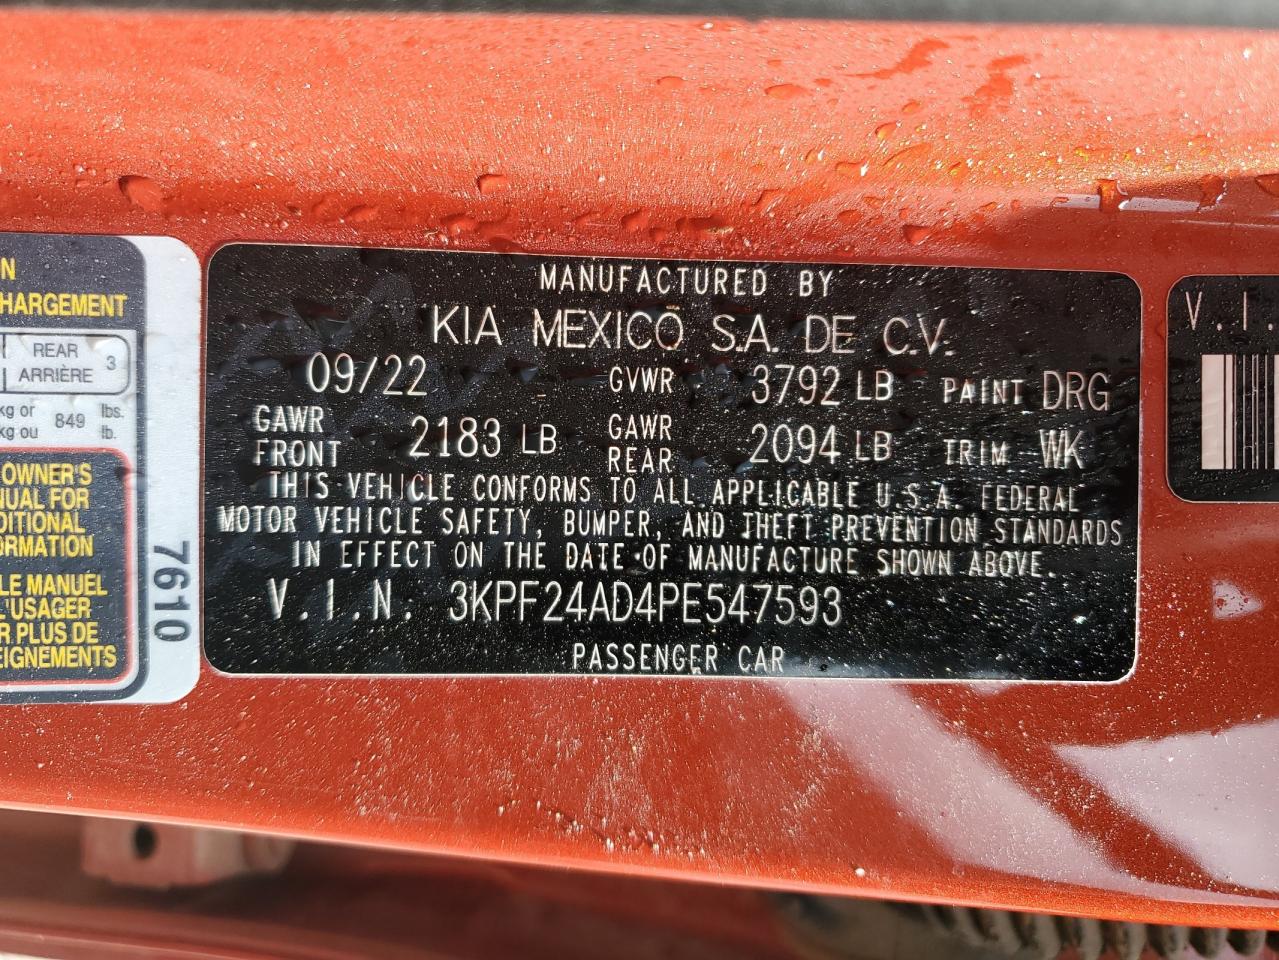 N
HARGEMENT
REAR
ARRIÈRE
3
kg or
kg ou
849
lbs.
lb.
OWNER'S
NUAL FOR
DITIONAL
ORMATION
LE MANUEL
L'USAGER
R PLUS DE
EIGNEMENTS
7610
MANUFACTURED BY
KIA MEXICO S.A. DE C.V.
09/22 GVWR 3792 LB PAINT DRG
GAWR FRONT 2183 LB GAWR REAR 2094 LB TRIM WK
THIS VEHICLE CONFORMS TO ALL APPLICABLE U.S.A. FEDERAL
MOTOR VEHICLE SAFETY, BUMPER, AND THEFT PREVENTION STANDARDS
IN EFFECT ON THE DATE OF MANUFACTURE SHOWN ABOVE.
V.I.N. 3KPF24AD4PE547593
PASSENGER CAR
V.I.